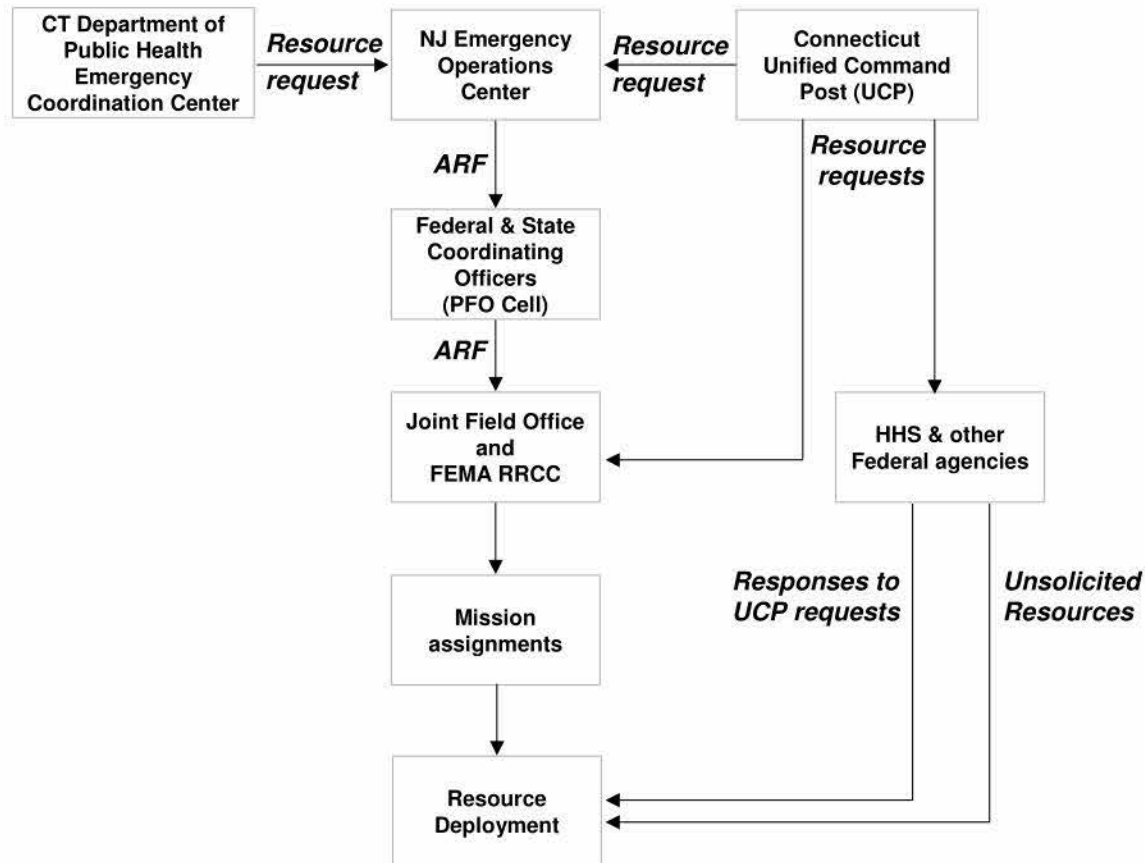 CT Department of
Public Health
Emergency
Coordination Center
Resource
request
NJ Emergency
Operations
Center
Resource
request
Connecticut
Unified Command
Post (UCP)
ARF
Resource
requests
Federal & State
Coordinating
Officers
(PFO Cell)
ARF
Joint Field Office
and
FEMA RRCC
HHS & other
Federal agencies
Responses to
UCP requests
Unsolicited
Resources
Mission
assignments
Resource
Deployment